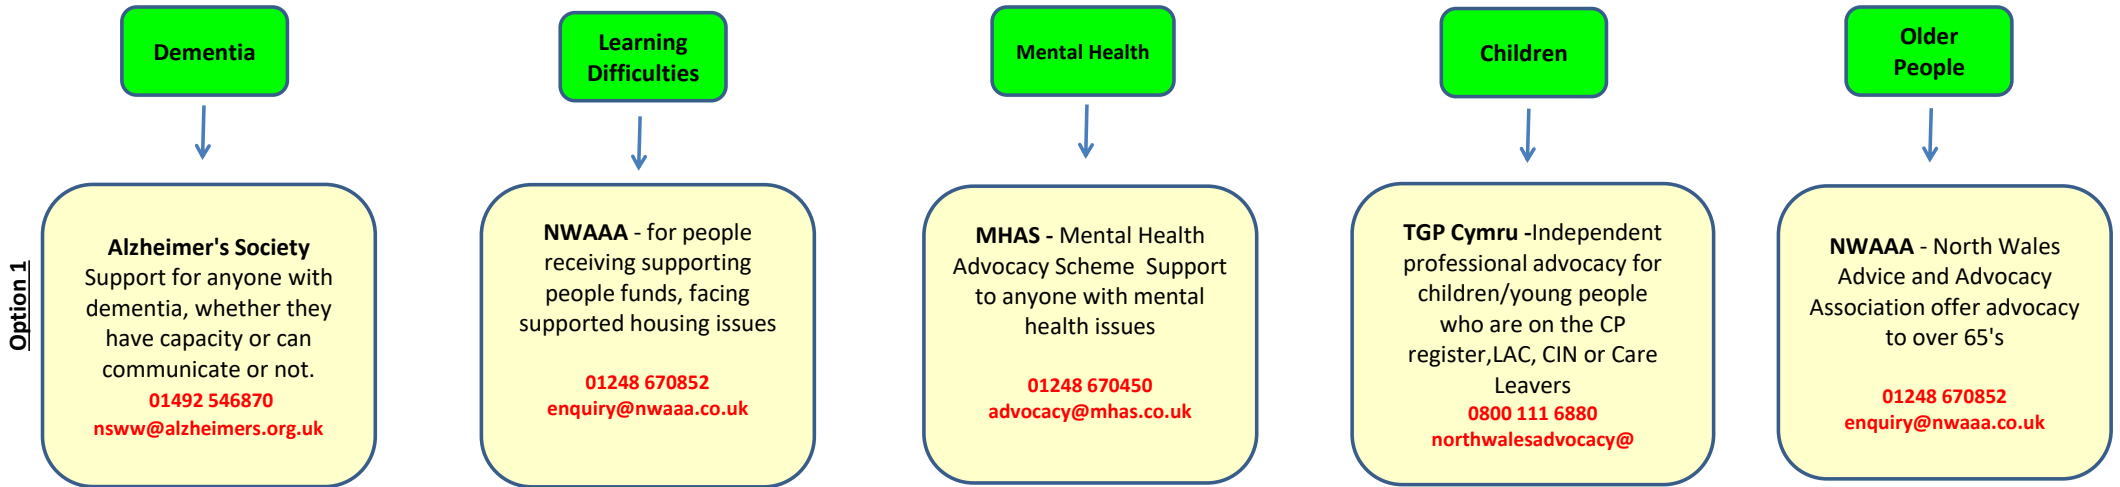 Dementia
Learning
Difficulties
Mental Health
Children
Older
People
Option 1
Alzheimer's Society
Support for anyone with
dementia, whether they
have capacity or can
communicate or not.
01492 546870
nsww@alzheimers.org.uk
NWAAA - for people
receiving supporting
people funds, facing
supported housing issues
01248 670852
enquiry@nwaaa.co.uk
MHAS - Mental Health
Advocacy Scheme  Support
to anyone with mental
health issues
01248 670450
advocacy@mhas.co.uk
TGP Cymru -Independent
professional advocacy for
children/young people
who are on the CP
register,LAC, CIN or Care
Leavers
0800 111 6880
northwalesadvocacy@
NWAAA - North Wales
Advice and Advocacy
Association offer advocacy
to over 65's
01248 670852
enquiry@nwaaa.co.uk